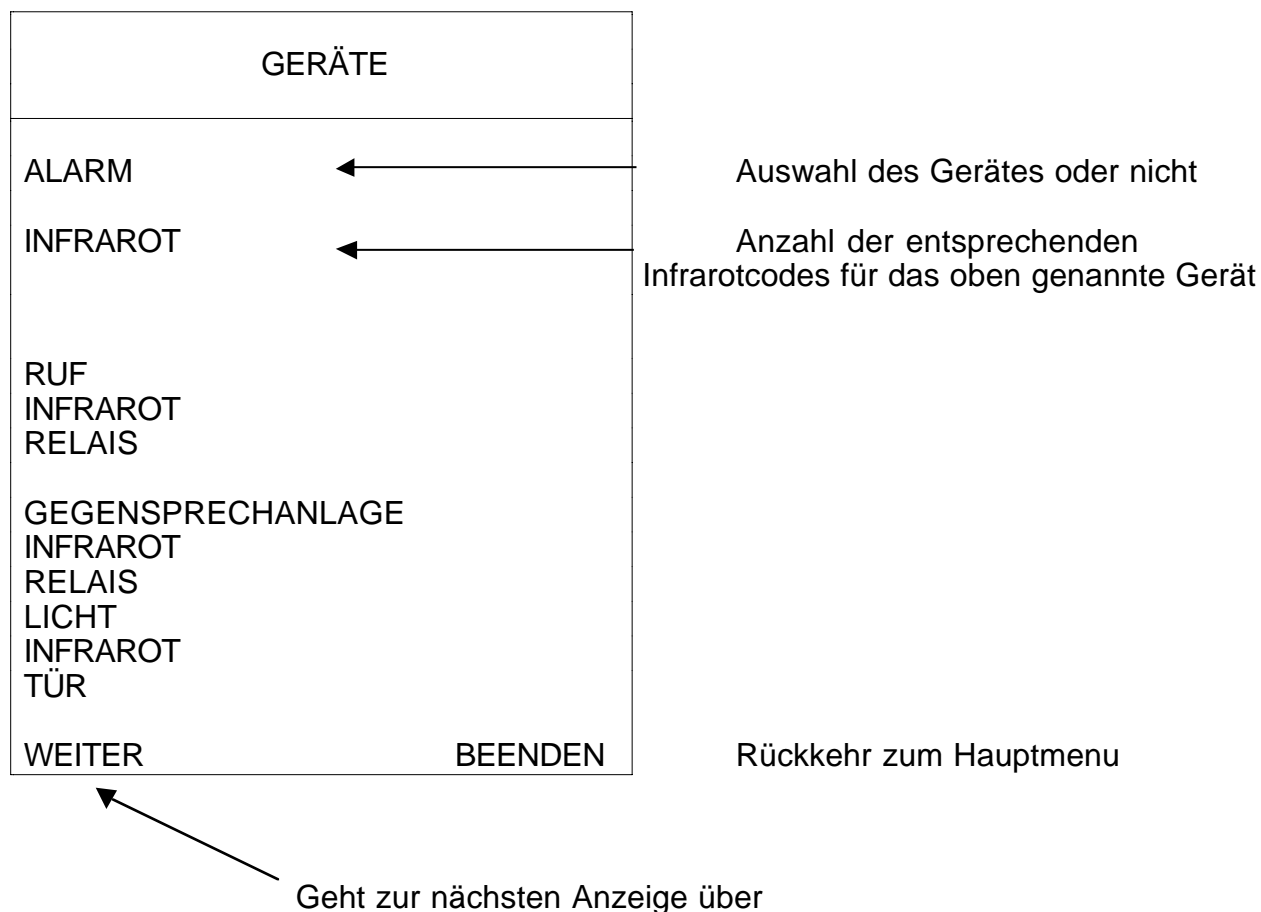 GERÄTE
ALARM
Auswahl des Gerätes oder nicht
INFRAROT
Anzahl der entsprechenden
Infrarotcodes für das oben genannte Gerät
RUF
INFRAROT
RELAIS
GEGENSPRECHANLAGE
INFRAROT
RELAIS
LICHT
INFRAROT
TÜR
WEITER BEENDEN Rückkehr zum Hauptmenu
Geht zur nächsten Anzeige über